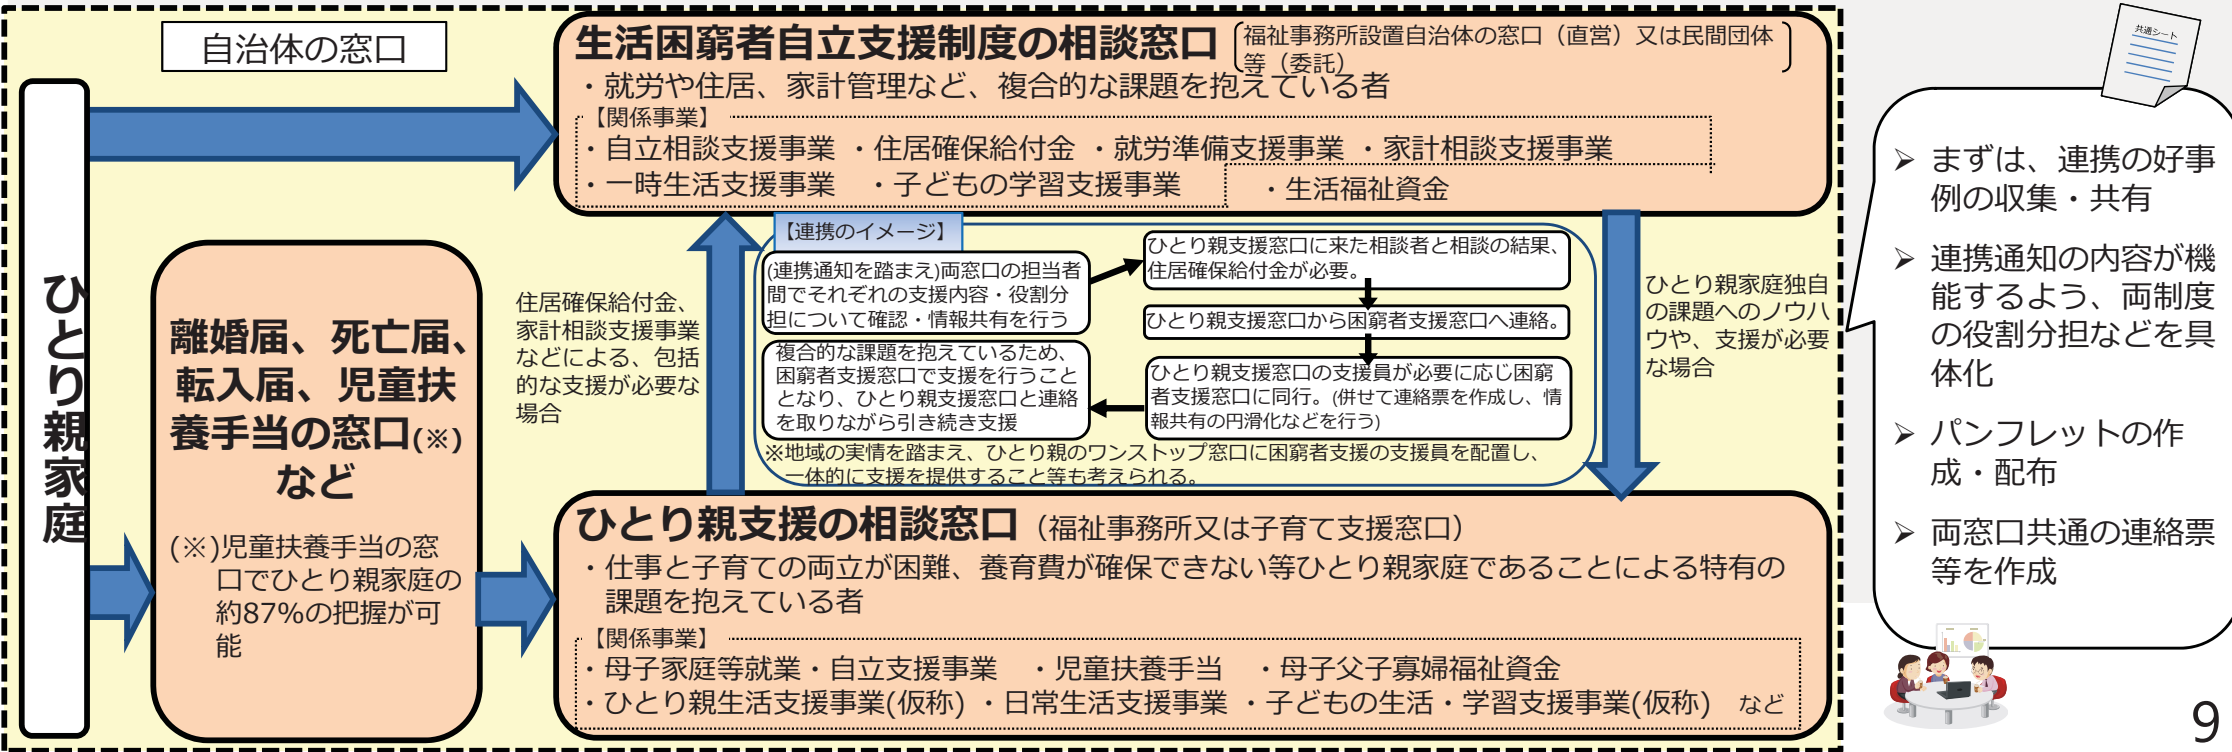 自治体の窓口
ひとり親家庭
離婚届、死亡届、
転入届、児童扶
養手当の窓口(※)
など
(※)児童扶養手当の窓
口でひとり親家庭の
約87%の把握が可
能
生活困窮者自立支援制度の相談窓口
福祉事務所設置自治体の窓口（直営）又は民間団体
等（委託）
・就労や住居、家計管理など、複合的な課題を抱えている者
【関係事業】
・自立相談支援事業 ・住居確保給付金 ・就労準備支援事業 ・家計相談支援事業
・一時生活支援事業 ・子どもの学習支援事業 ・生活福祉資金
住居確保給付金、
家計相談支援事業
などによる、包括
的な支援が必要な
場合
【連携のイメージ】
(連携通知を踏まえ)両窓口の担当者
間でそれぞれの支援内容・役割分
担について確認・情報共有を行う
ひとり親支援窓口に来た相談者と相談の結果、
住居確保給付金が必要。
ひとり親支援窓口から困窮者支援窓口へ連絡。
ひとり親支援窓口の支援員が必要に応じ困窮
者支援窓口に同行。(併せて連絡票を作成し、情
報共有の円滑化などを行う)
複合的な課題を抱えているため、
困窮者支援窓口で支援を行うこと
となり、ひとり親支援窓口と連絡
を取りながら引き続き支援
※地域の実情を踏まえ、ひとり親のワンストップ窓口に困窮者支援の支援員を配置し、
一体的に支援を提供すること等も考えられる。
ひとり親家庭独自
の課題へのノウハ
ウや、支援が必要
な場合
ひとり親支援の相談窓口（福祉事務所又は子育て支援窓口）
・仕事と子育ての両立が困難、養育費が確保できない等ひとり親家庭であることによる特有の
課題を抱えている者
【関係事業】
・母子家庭等就業・自立支援事業 ・児童扶養手当 ・母子父子寡婦福祉資金
・ひとり親生活支援事業(仮称) ・日常生活支援事業 ・子どもの生活・学習支援事業(仮称) など
共通シート
➢ まずは、連携の好事
例の収集・共有
➢ 連携通知の内容が機
能するよう、両制度
の役割分担などを具
体化
➢ パンフレットの作
成・配布
➢ 両窓口共通の連絡票
等を作成
9